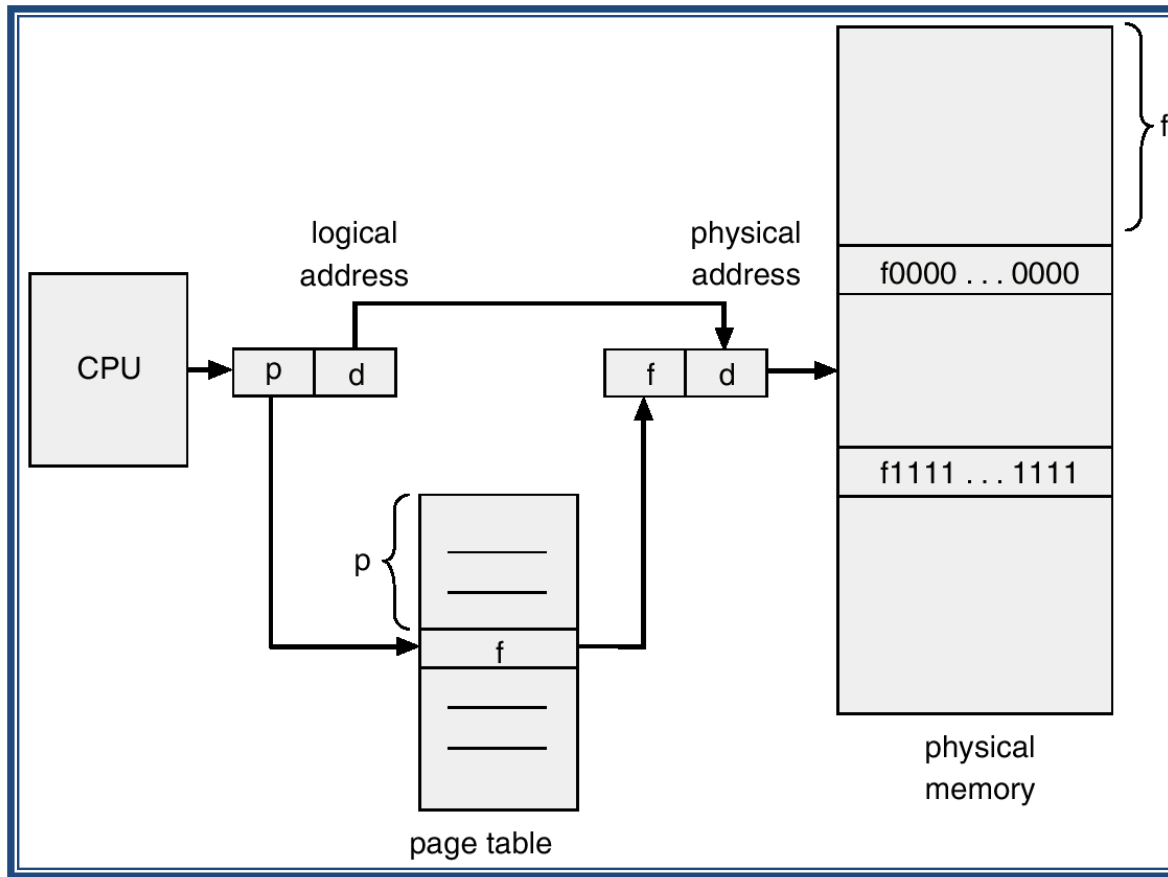 f
logical
address
physical
address
f0000 . . . 0000
CPU
p
d
f
d
f1111 . . . 1111
p
f
physical
memory
page table